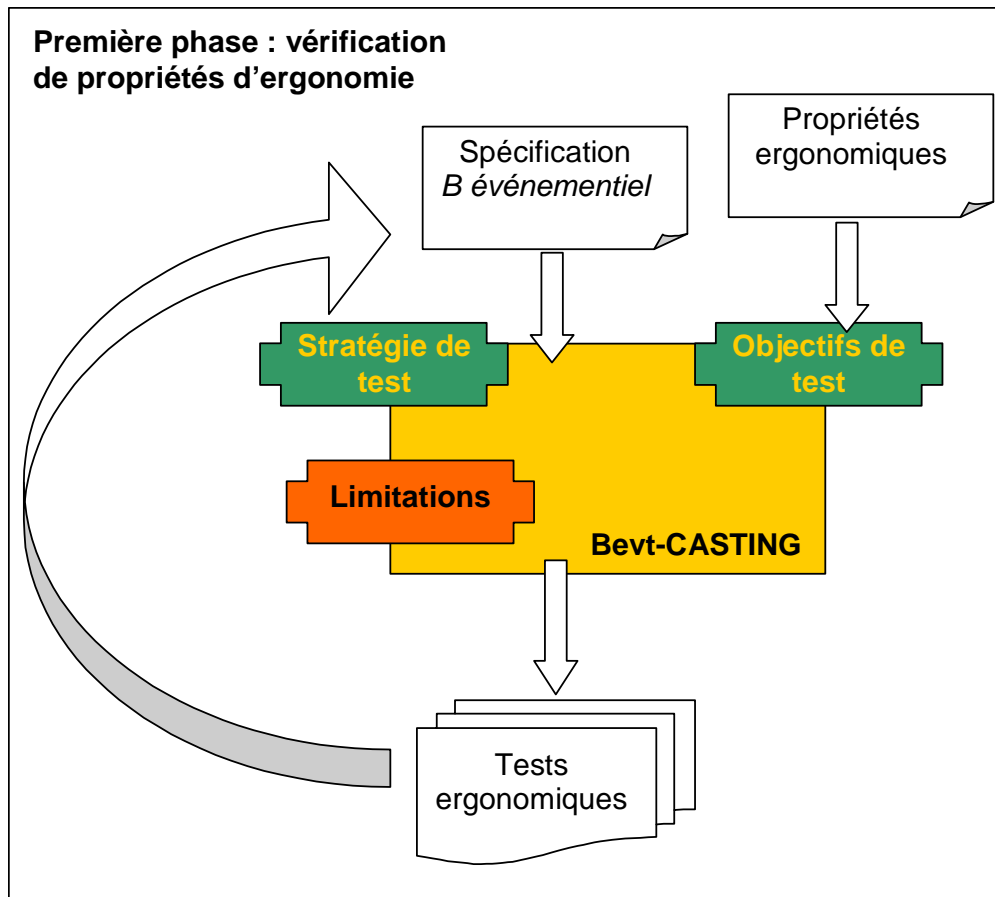 Première phase : vérification
de propriétés d'ergonomie
Spécification
B événementiel
Propriétés
ergonomiques
Stratégie de
test
Objectifs de
test
Limitations
Bevt-CASTING
Tests
ergonomiques